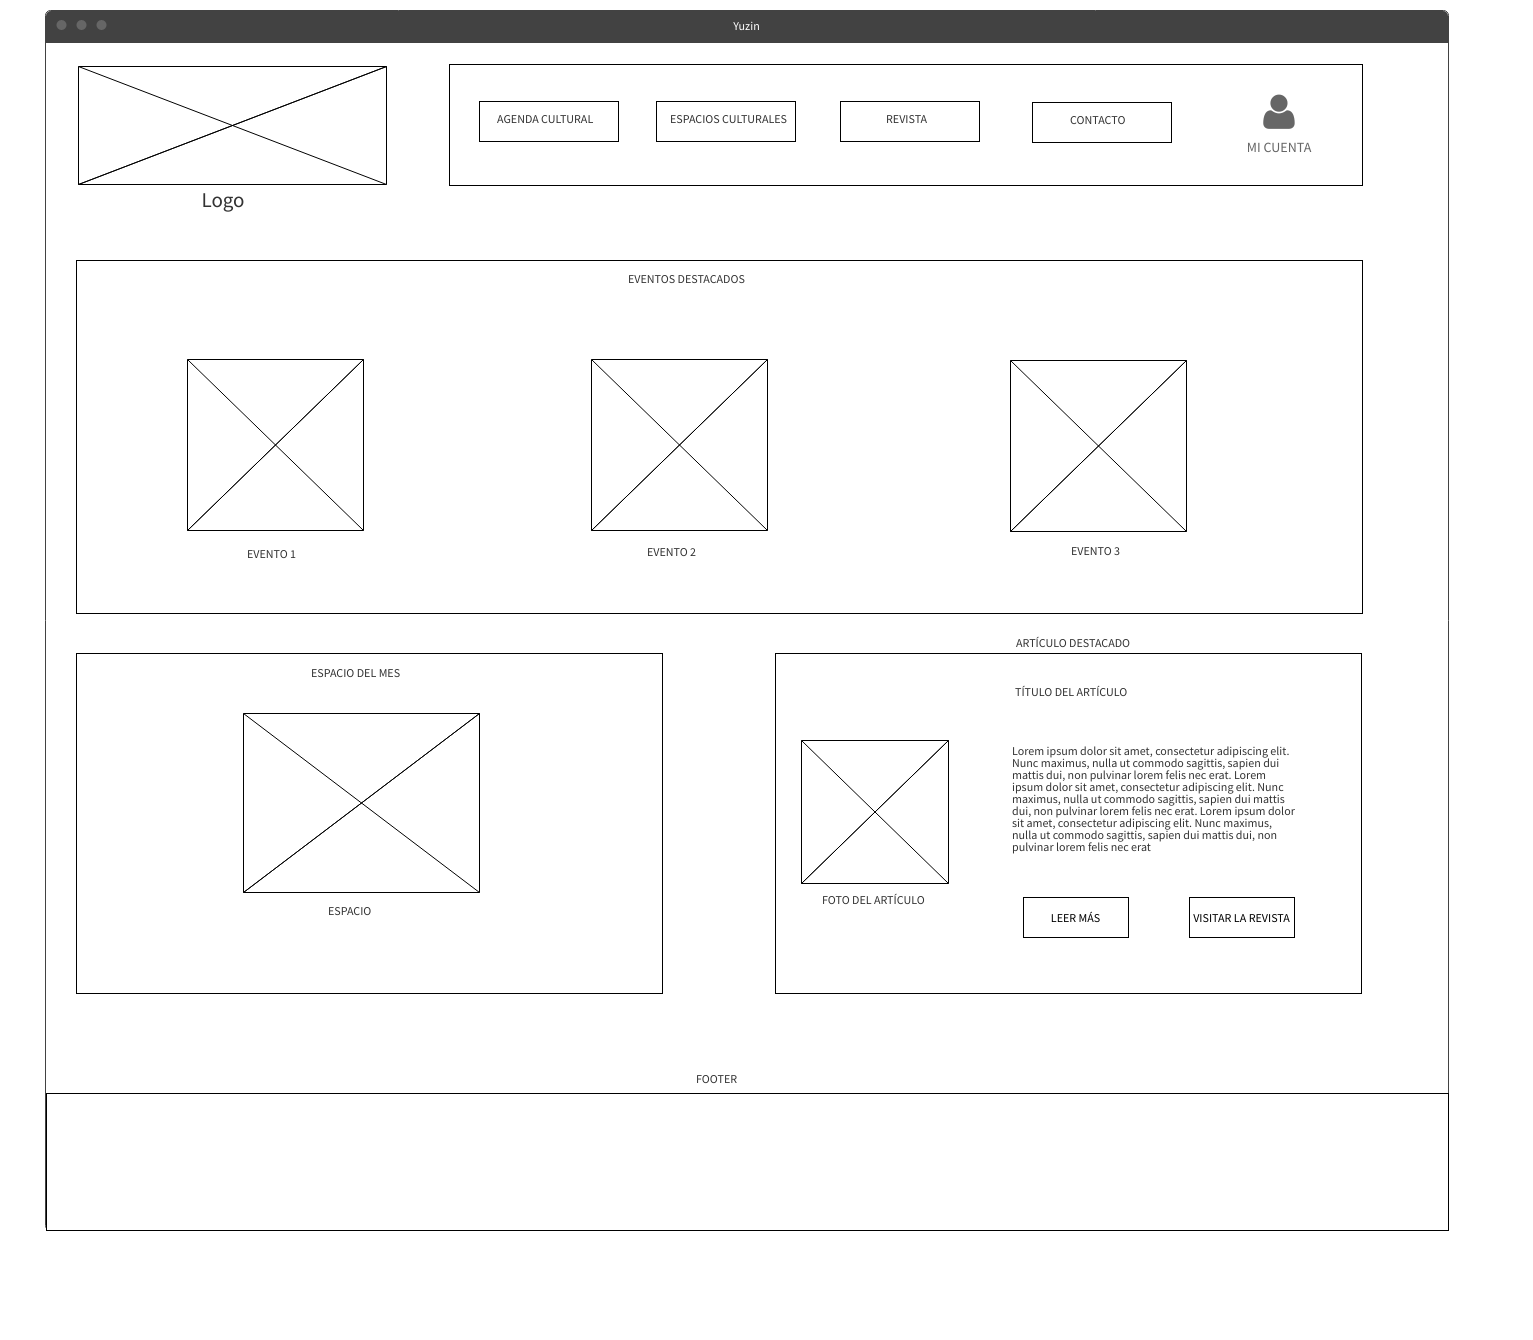 Yuzin
Logo
AGENDA CULTURAL
ESPACIOS CULTURALES
REVISTA
CONTACTO
MI CUENTA
EVENTOS DESTACADOS
EVENTO 1
EVENTO 2
EVENTO 3
ESPACIO DEL MES
ESPACIO
ARTÍCULO DESTACADO
TÍTULO DEL ARTÍCULO
FOTO DEL ARTÍCULO
Lorem ipsum dolor sit amet, consectetur adipiscing elit.
Nunc maximus, nulla ut commodo sagittis, sapien dui
mattis dui, non pulvinar lorem felis nec erat. Lorem
ipsum dolor sit amet, consectetur adipiscing elit. Nunc
maximus, nulla ut commodo sagittis, sapien dui mattis
dui, non pulvinar lorem felis nec erat. Lorem ipsum dolor
sit amet, consectetur adipiscing elit. Nunc maximus,
nulla ut commodo sagittis, sapien dui mattis dui, non
pulvinar lorem felis nec erat
LEER MÁS
VISITAR LA REVISTA
FOOTER